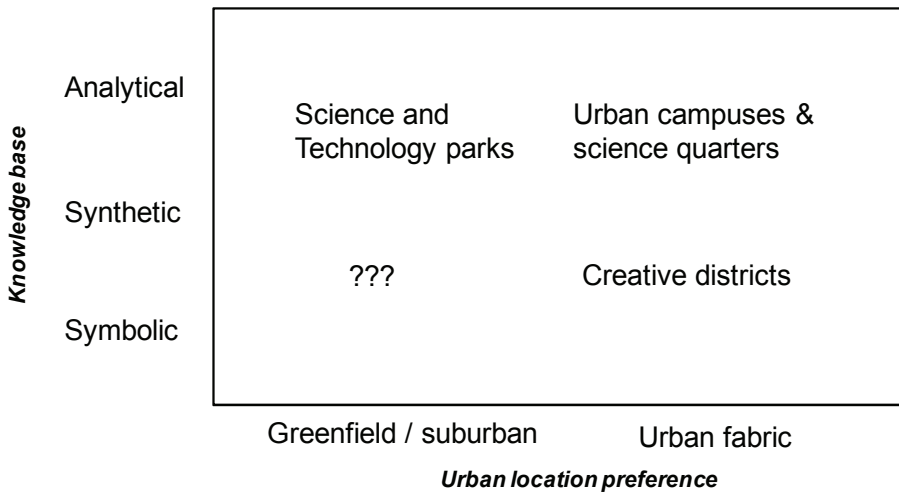 Analytical
Science and
Technology parks
Urban campuses &
science quarters
Knowledge base
Synthetic
???
Creative districts
Symbolic
Greenfield / suburban
Urban fabric
Urban location preference